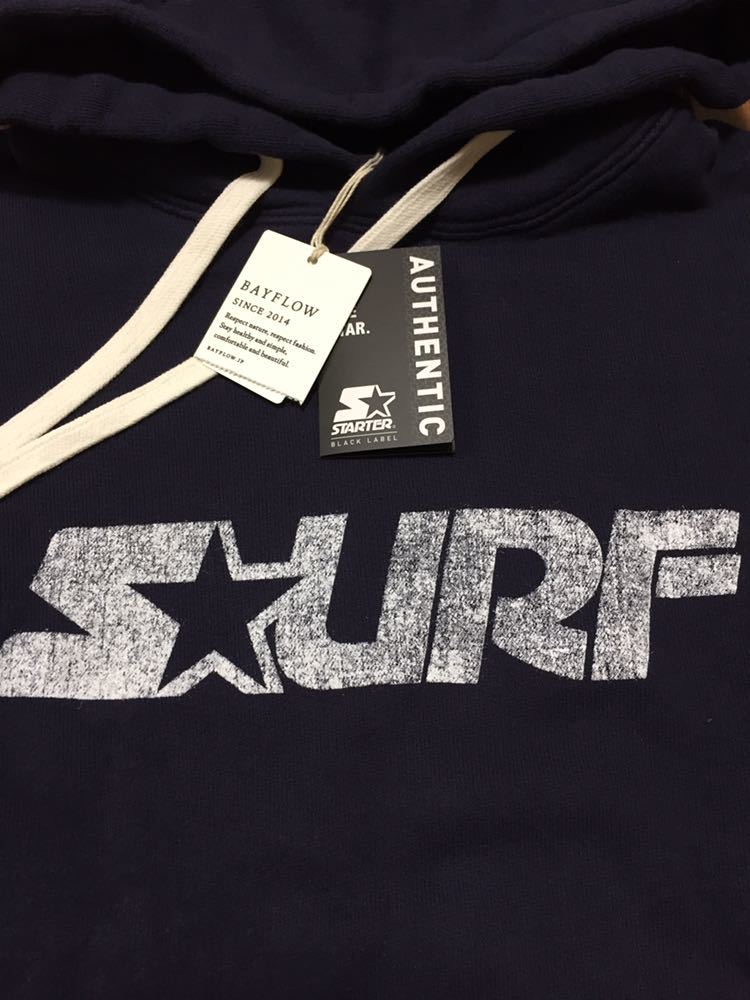 BAYFLOW
SINCE 2014
Respect nature, respect fashion.
Stay healthy and simple,
comfortable and beautiful.
BAYFLOW.JP
AUTHENTIC
AR.
STARTER®
BLACK LABEL
SURF